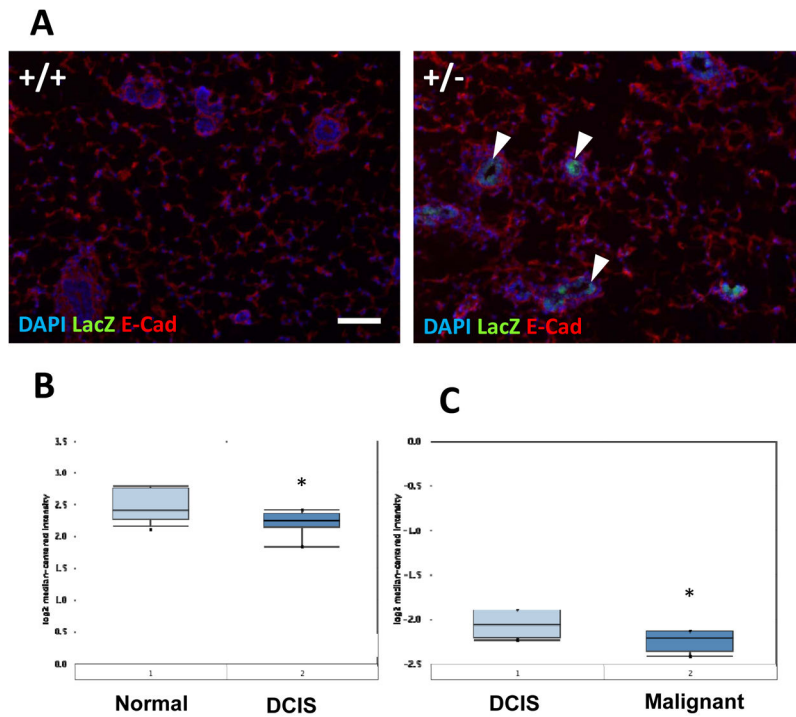 A
+/+
+/-
DAPI LacZ E-Cad
DAPI LacZ E-Cad
B
C
log2 median-centered intensity
3.5
3.0
2.5
2.0
1.5
1.0
0.5
0.0
*
1
2
Normal
DCIS
log2 median-centered intensity
0.0
-0.5
-1.0
-1.5
-2.0
-2.5
*
1
2
DCIS
Malignant